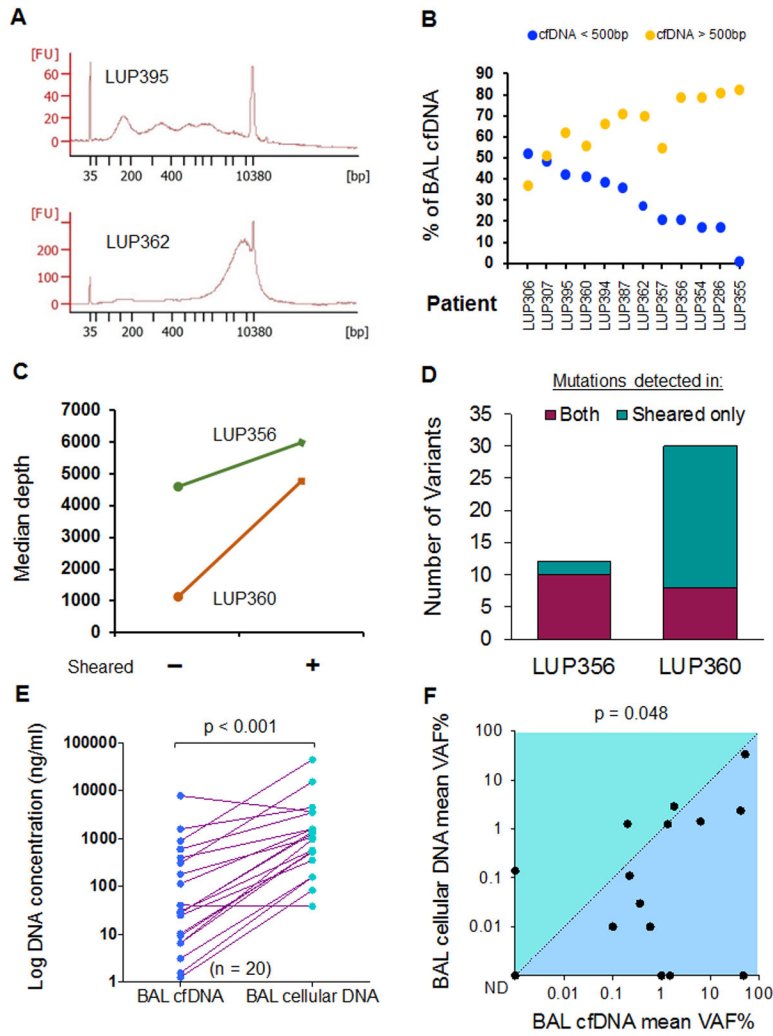 A
[FU]
LUP395
60
40
20
0
35
200
400
10380
[bp]
[FU]
LUP362
200
100
0
35
200
400
10380
[bp]
B
cfDNA < 500bp
cfDNA > 500bp
% of BAL cfDNA
90
80
70
60
50
40
30
20
10
0
Patient
LUP306
LUP307
LUP395
LUP360
LUP394
LUP387
LUP362
LUP357
LUP356
LUP354
LUP286
LUP355
C
Median depth
7000
6000
5000
4000
3000
2000
1000
0
LUP356
LUP360
Sheared
–
+
D
Mutations detected in:
Both
Sheared only
Number of Variants
35
30
25
20
15
10
5
0
LUP356
LUP360
E
p < 0.001
Log DNA concentration (ng/ml)
100000
10000
1000
100
10
1
(n = 20)
BAL cfDNA
BAL cellular DNA
F
p = 0.048
BAL cellular DNA mean VAF%
100
10
1
0.1
0.01
ND
0.01
0.1
1
10
100
BAL cfDNA mean VAF%